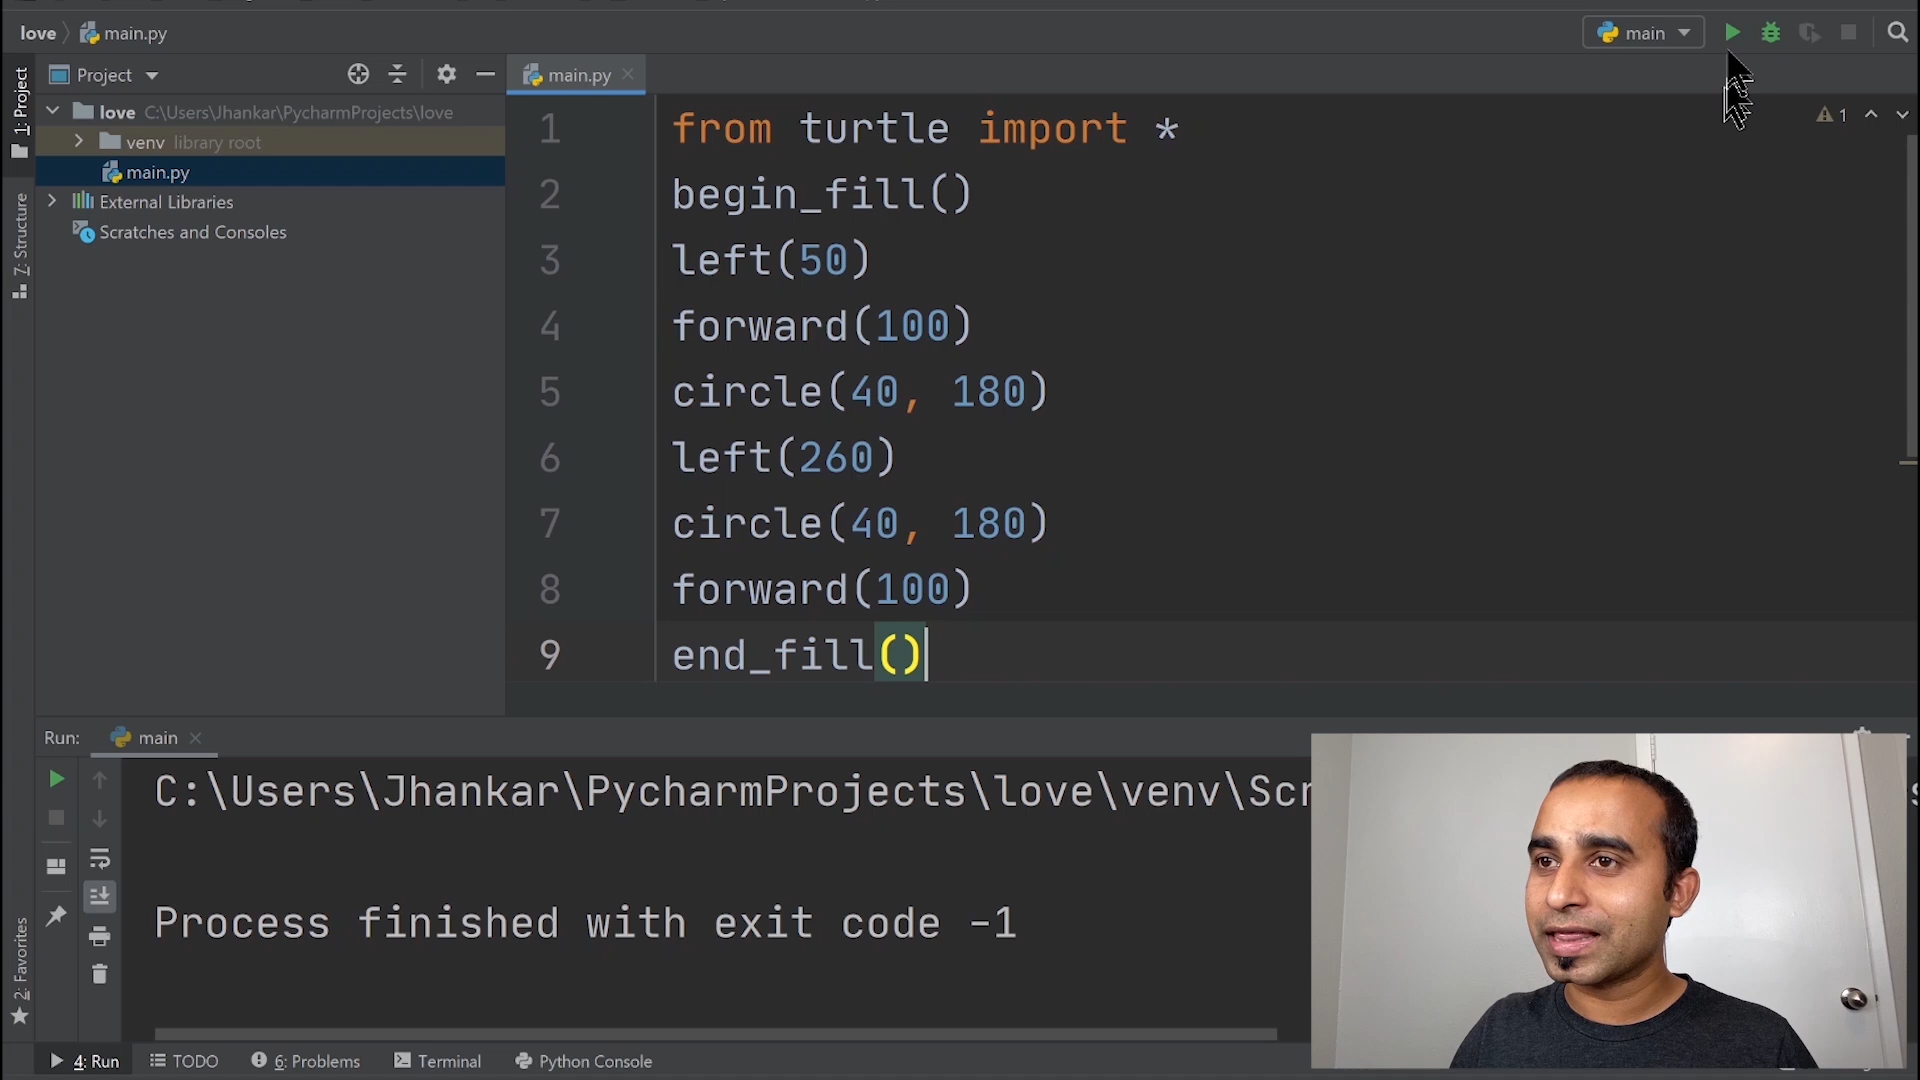 love main.py
main
Project
main.py
1: Project
love C:\Users\Jhankar\PycharmProjects\love
venv library root
main.py
External Libraries
Scratches and Consoles
7: Structure
1
1 from turtle import *
2 begin_fill()
3 left(50)
4 forward(100)
5 circle(40, 180)
6 left(260)
7 circle(40, 180)
8 forward(100)
9 end_fill()
Run: main
C:\Users\Jhankar\PycharmProjects\love\venv\Scr
Process finished with exit code -1
2: Favorites
4: Run TODO 6: Problems Terminal Python Console